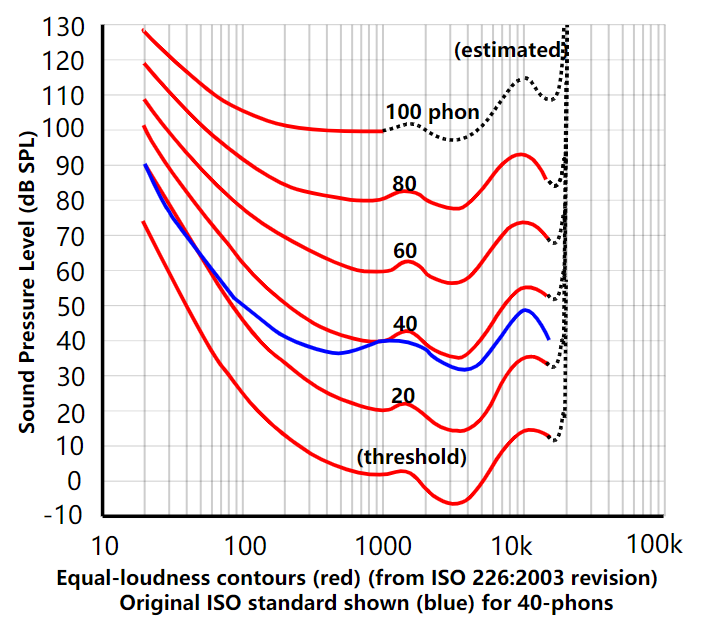 130
120
110
100
90
80
70
60
50
40
30
20
10
0
-10
Sound Pressure Level (dB SPL)
(estimated)
100 phon
80
60
40
20
(threshold)
10 100 1000 10k 100k
Equal-loudness contours (red) (from ISO 226:2003 revision)
Original ISO standard shown (blue) for 40-phons